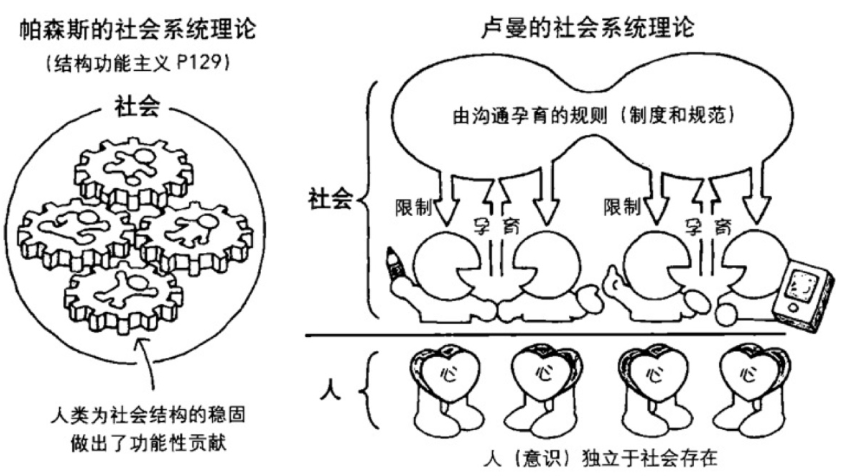 帕森斯的社会系统理论
(结构功能主义 P129)
社会
人类为社会结构的稳固
做出了功能性贡献
卢曼的社会系统理论
由沟通孕育的规则（制度和规范）
社会
限制
孕育
限制
孕育
人
心
心
心
心
人（意识）独立于社会存在